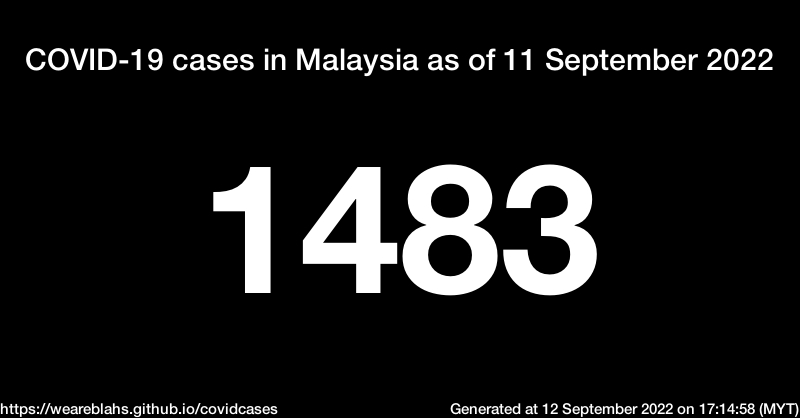 COVID-19 cases in Malaysia as of 11 September 2022
1483
https://weareblahs.github.io/covidcases
Generated at 12 September 2022 on 17:14:58 (MYT)